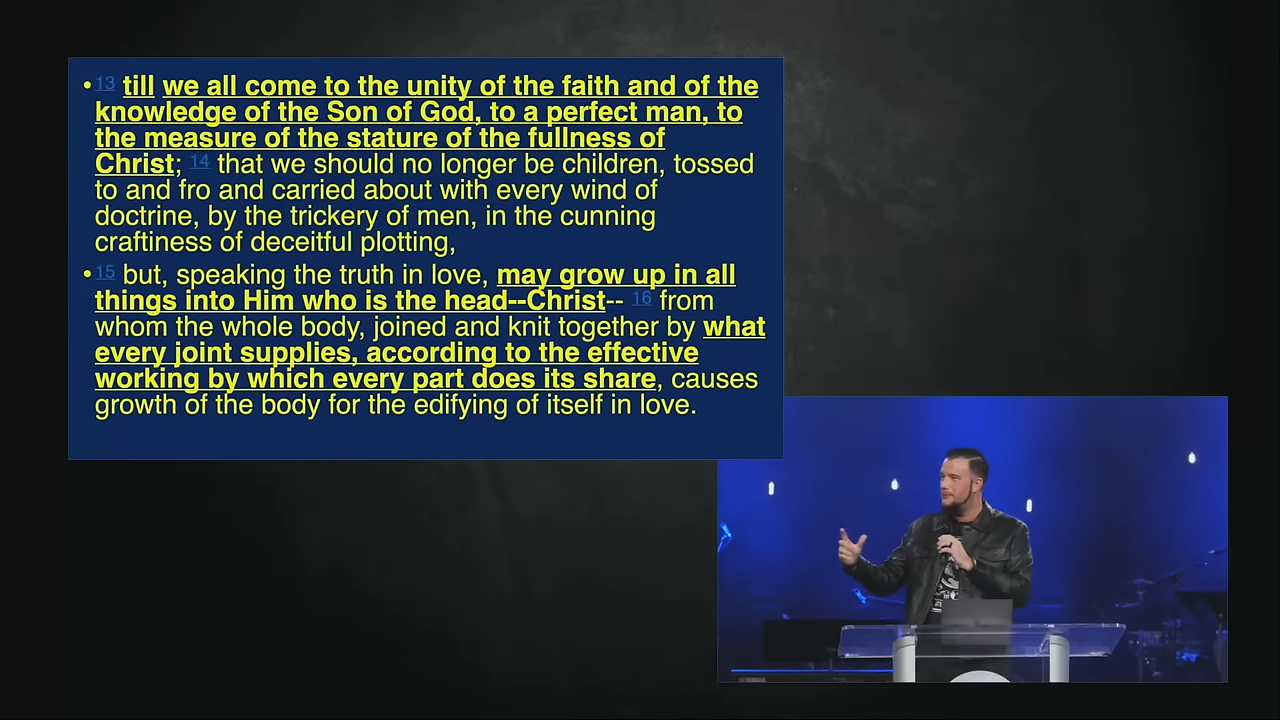 •13 till we all come to the unity of the faith and of the
knowledge of the Son of God, to a perfect man, to
the measure of the stature of the fullness of
Christ; 14 that we should no longer be children, tossed
to and fro and carried about with every wind of
doctrine, by the trickery of men, in the cunning
craftiness of deceitful plotting,
•15 but, speaking the truth in love, may grow up in all
things into Him who is the head--Christ-- 16 from
whom the whole body, joined and knit together by what
every joint supplies, according to the effective
working by which every part does its share, causes
growth of the body for the edifying of itself in love.